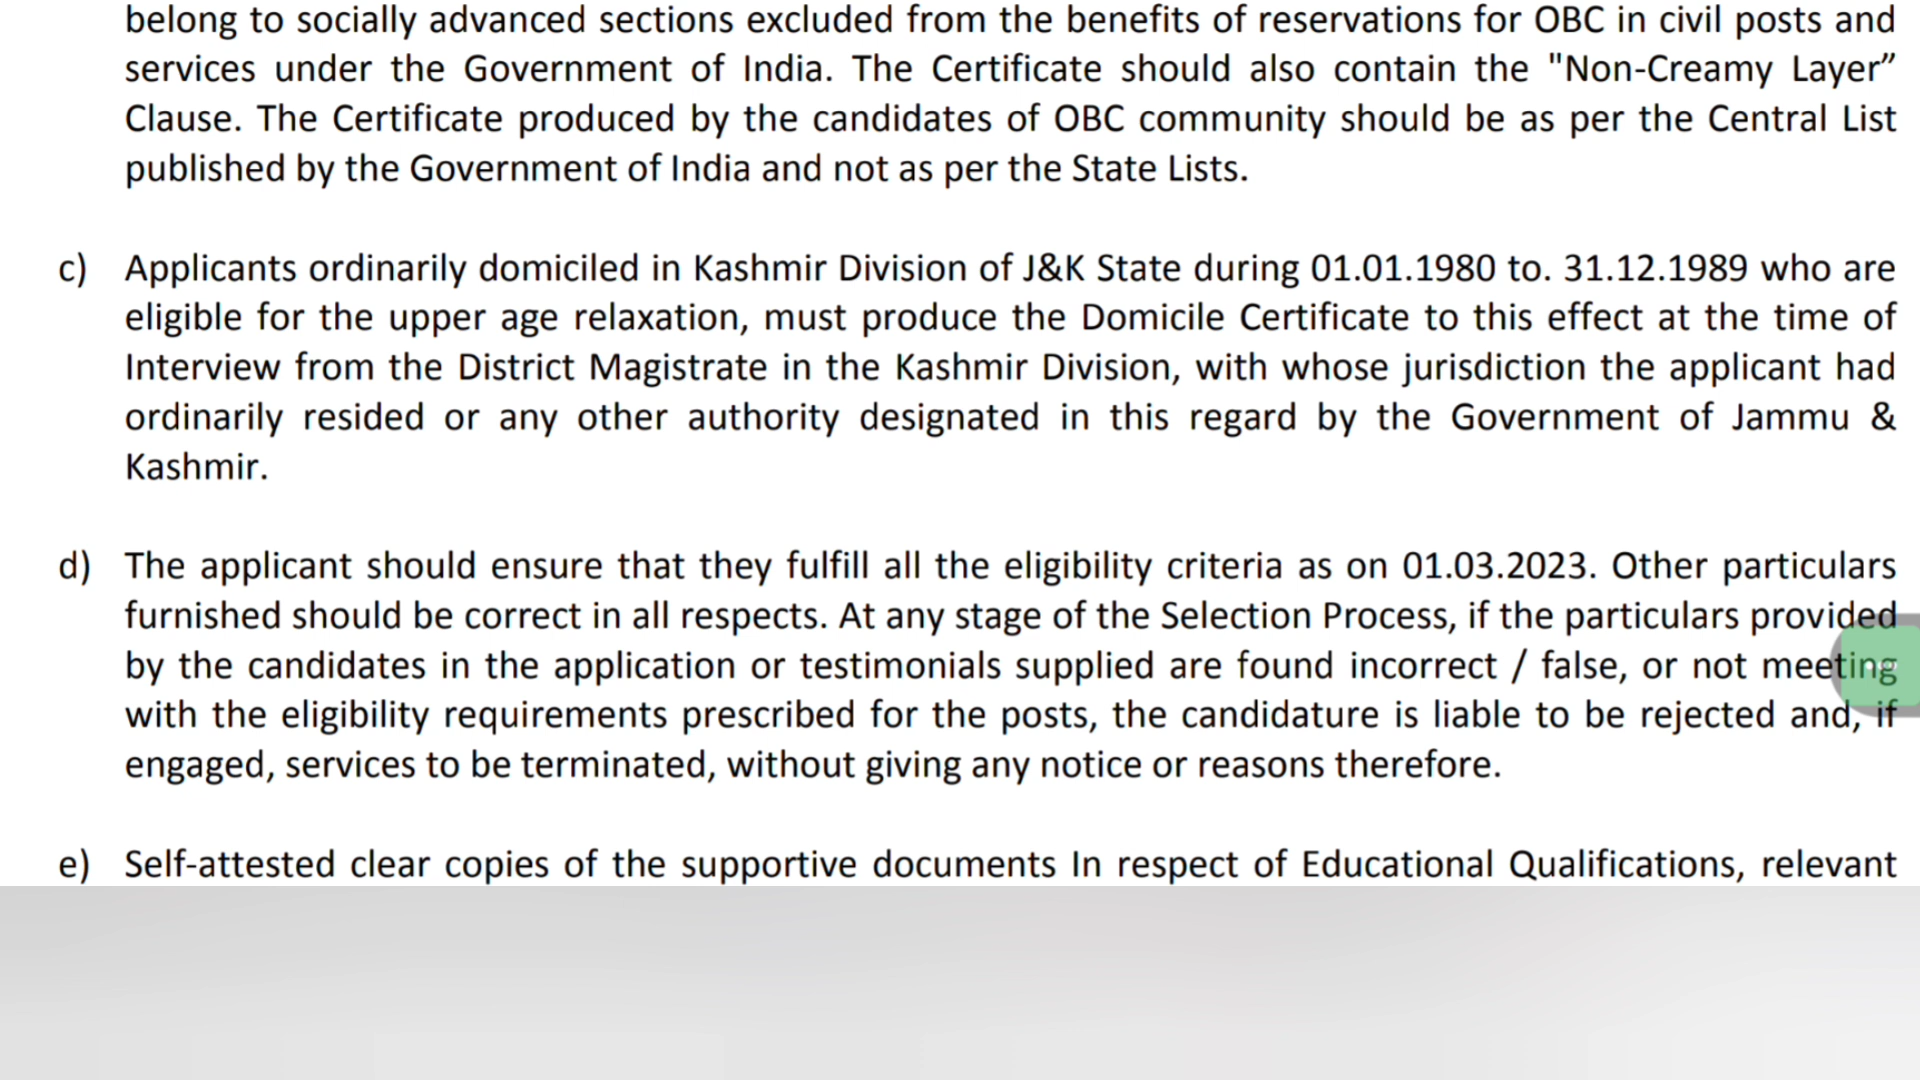 belong to socially advanced sections excluded from the benefits of reservations for OBC in civil posts and
services under the Government of India. The Certificate should also contain the "Non-Creamy Layer”
Clause. The Certificate produced by the candidates of OBC community should be as per the Central List
published by the Government of India and not as per the State Lists.
c) Applicants ordinarily domiciled in Kashmir Division of J&K State during 01.01.1980 to. 31.12.1989 who are
eligible for the upper age relaxation, must produce the Domicile Certificate to this effect at the time of
Interview from the District Magistrate in the Kashmir Division, with whose jurisdiction the applicant had
ordinarily resided or any other authority designated in this regard by the Government of Jammu &
Kashmir.
d) The applicant should ensure that they fulfill all the eligibility criteria as on 01.03.2023. Other particulars
furnished should be correct in all respects. At any stage of the Selection Process, if the particulars provided
by the candidates in the application or testimonials supplied are found incorrect / false, or not meeting
with the eligibility requirements prescribed for the posts, the candidature is liable to be rejected and, if
engaged, services to be terminated, without giving any notice or reasons therefore.
e) Self-attested clear copies of the supportive documents In respect of Educational Qualifications, relevant